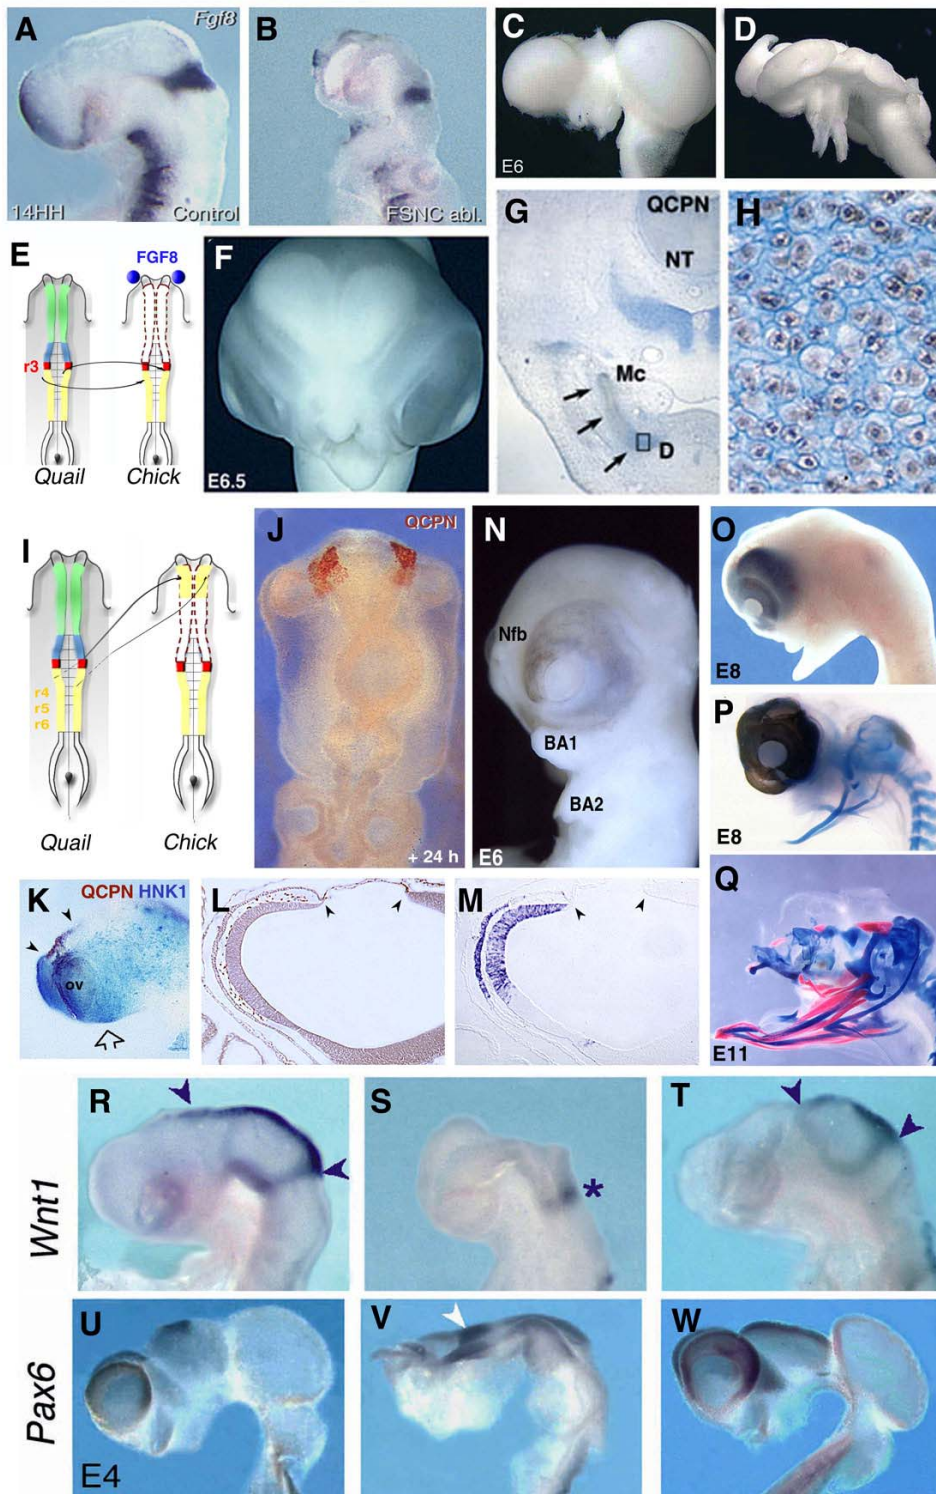 A
Fgf8
14HH
Control
B
FSNC abl.
C
E6
D
E
FGF8
r3
Quail
Chick
F
E6.5
G
QCPN
NT
Mc
D
H
I
r4
r5
r6
Quail
Chick
J
QCPN
+ 24 h
N
Nfb
BA1
BA2
E6
O
E8
P
E8
K
QCPN HNK1
ov
L
M
Q
E11
Wnt1
R
S
*
T
Pax6
U
E4
V
W